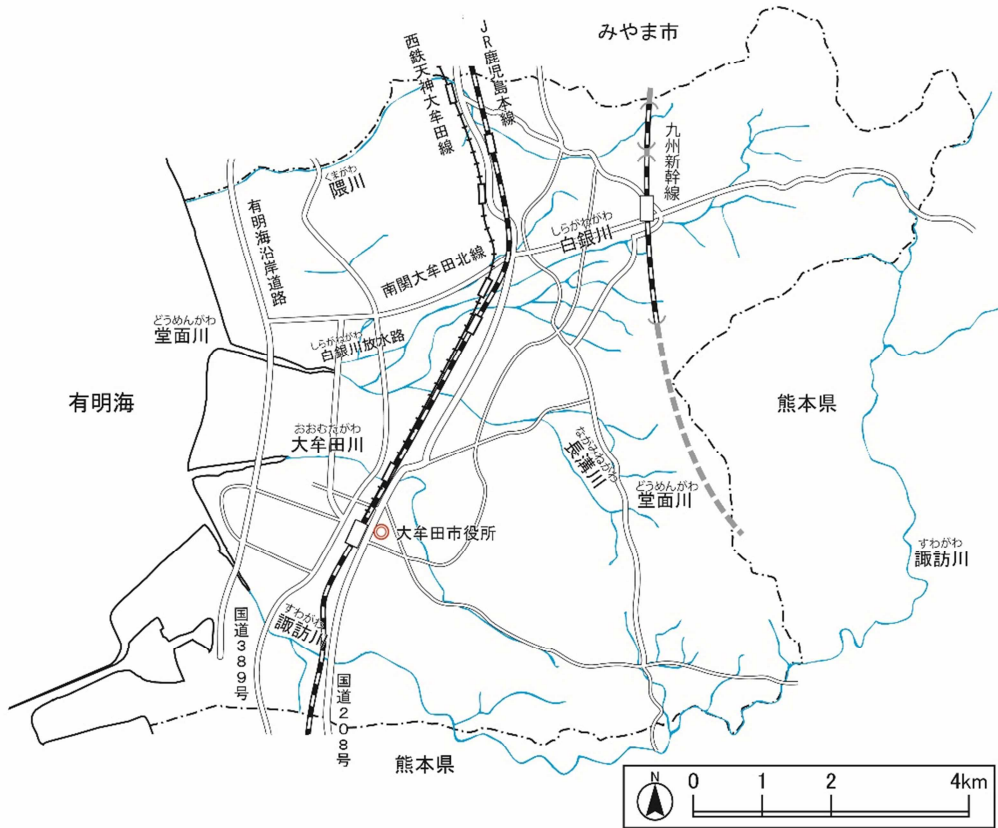 みやま市
JR鹿児島本線
西鉄天神大牟田線
九州新幹線
くまがわ
隈川
有明海沿岸道路
しらがねがわ
白銀川
南関大牟田北線
どうめんがわ
堂面川
しらがねがわ
白銀川放水路
有明海
熊本県
おおむたがわ
大牟田川
ながみねがわ
長溝川
どうめんがわ
堂面川
大牟田市役所
すわがわ
諏訪川
すわがわ
諏訪川
国道389号
国道208号
熊本県
N
0
1
2
4km